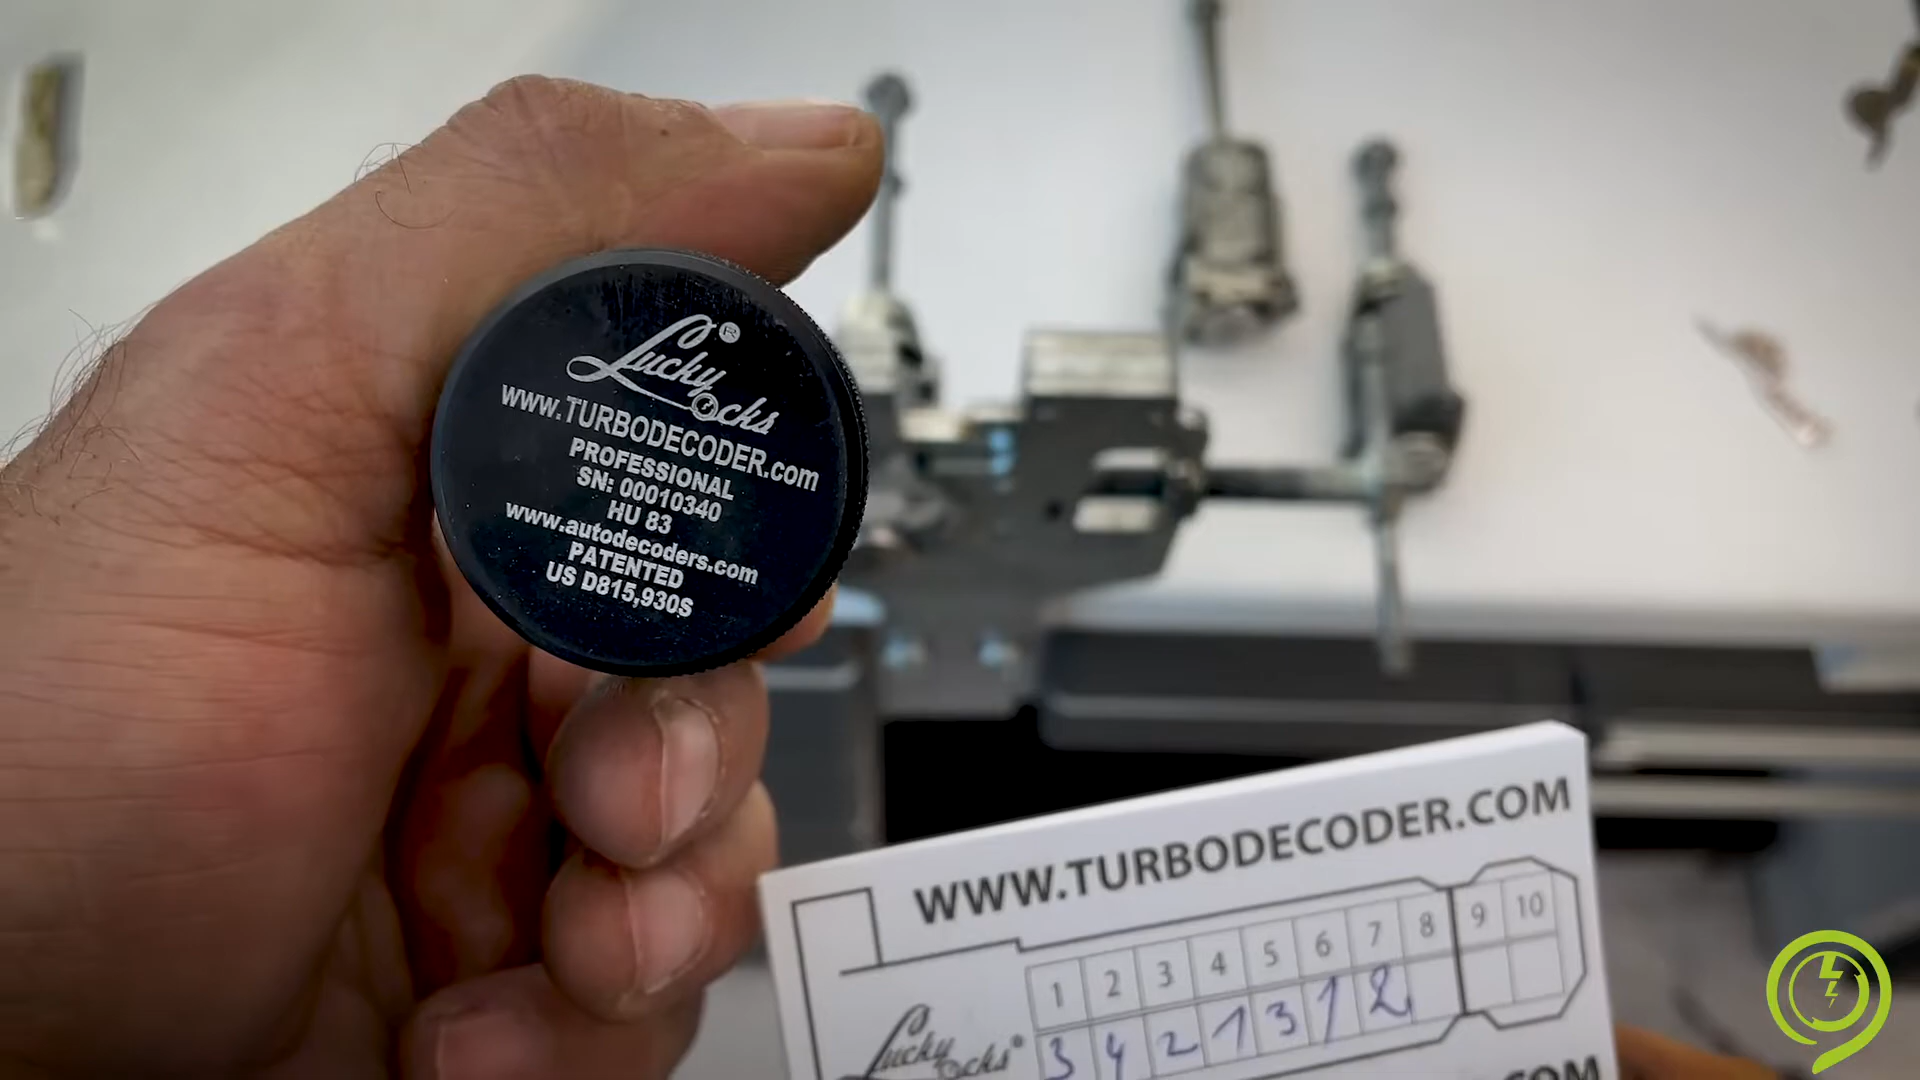 Lucky Locks ®
www.TURBODECODER.com
PROFESSIONAL
SN: 00010340
HU 83
www.autodecoders.com
PATENTED
US D815,930S
WWW.TURBODECODER.COM
1 2 3 4 5 6 7 8 9 10
3 4 2 1 3 1 2
Lucky Locks ®
.COM